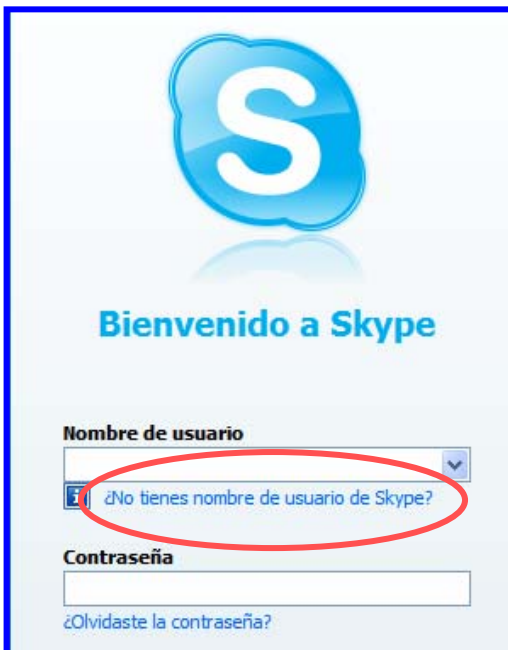 S
Bienvenido a Skype
Nombre de usuario
i ¿No tienes nombre de usuario de Skype?
Contraseña
¿Olvidaste la contraseña?